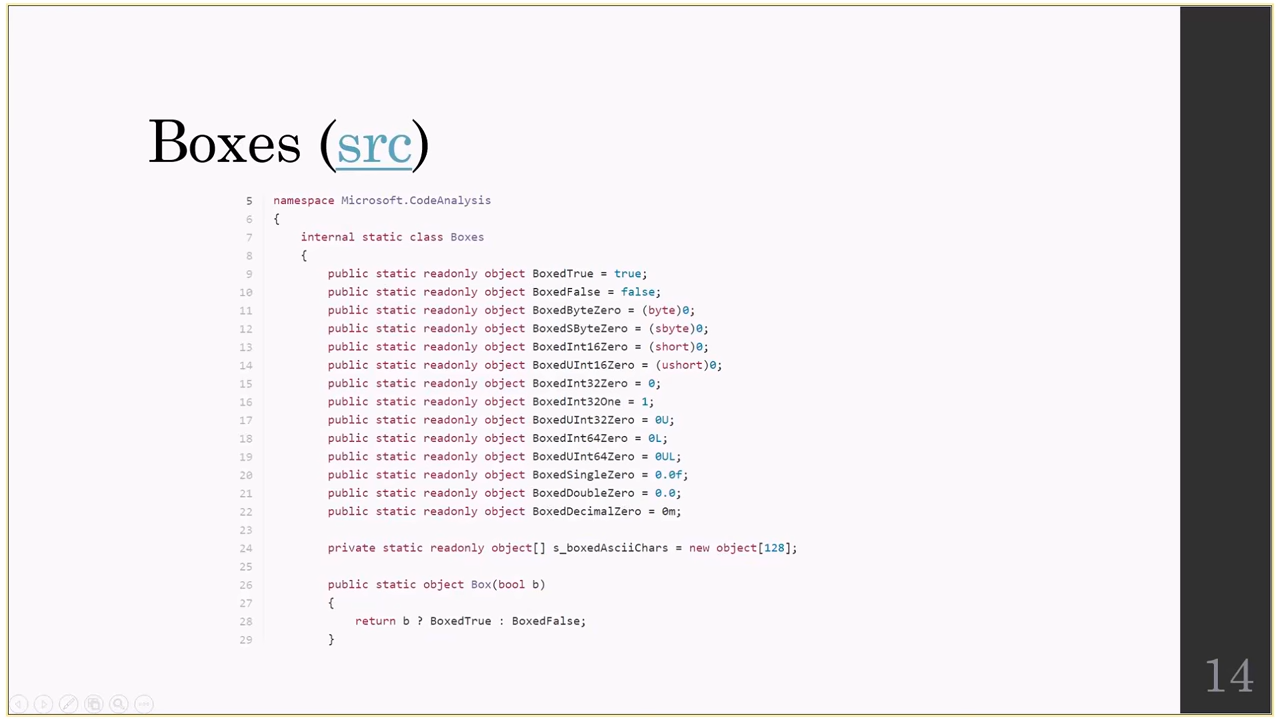 Boxes (src)
5 namespace Microsoft.CodeAnalysis
6 {
7 internal static class Boxes
8 {
9 public static readonly object BoxedTrue = true;
10 public static readonly object BoxedFalse = false;
11 public static readonly object BoxedByteZero = (byte)0;
12 public static readonly object BoxedSByteZero = (sbyte)0;
13 public static readonly object BoxedInt16Zero = (short)0;
14 public static readonly object BoxedUInt16Zero = (ushort)0;
15 public static readonly object BoxedInt32Zero = 0;
16 public static readonly object BoxedInt32One = 1;
17 public static readonly object BoxedUInt32Zero = 0U;
18 public static readonly object BoxedInt64Zero = 0L;
19 public static readonly object BoxedUInt64Zero = 0UL;
20 public static readonly object BoxedSingleZero = 0.0f;
21 public static readonly object BoxedDoubleZero = 0.0;
22 public static readonly object BoxedDecimalZero = 0m;
23
24 private static readonly object[] s_boxedAsciiChars = new object[128];
25
26 public static object Box(bool b)
27 {
28 return b ? BoxedTrue : BoxedFalse;
29 }
14